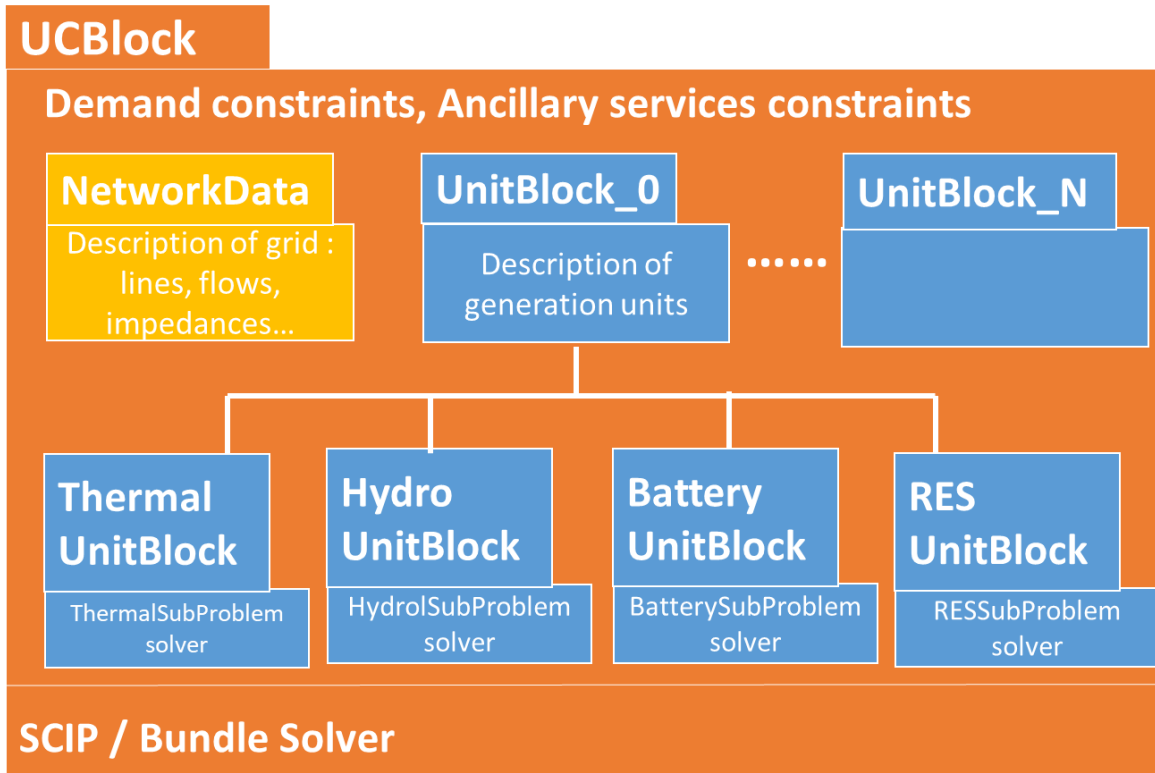 UCBlock
Demand constraints, Ancillary services constraints
NetworkData
Description of grid :
lines, flows,
impedances...
UnitBlock_0
Description of
generation units
......
UnitBlock_N
Thermal
UnitBlock
ThermalSubProblem
solver
Hydro
UnitBlock
HydrolSubProblem
solver
Battery
UnitBlock
BatterySubProblem
solver
RES
UnitBlock
RESSubProblem
solver
SCIP / Bundle Solver